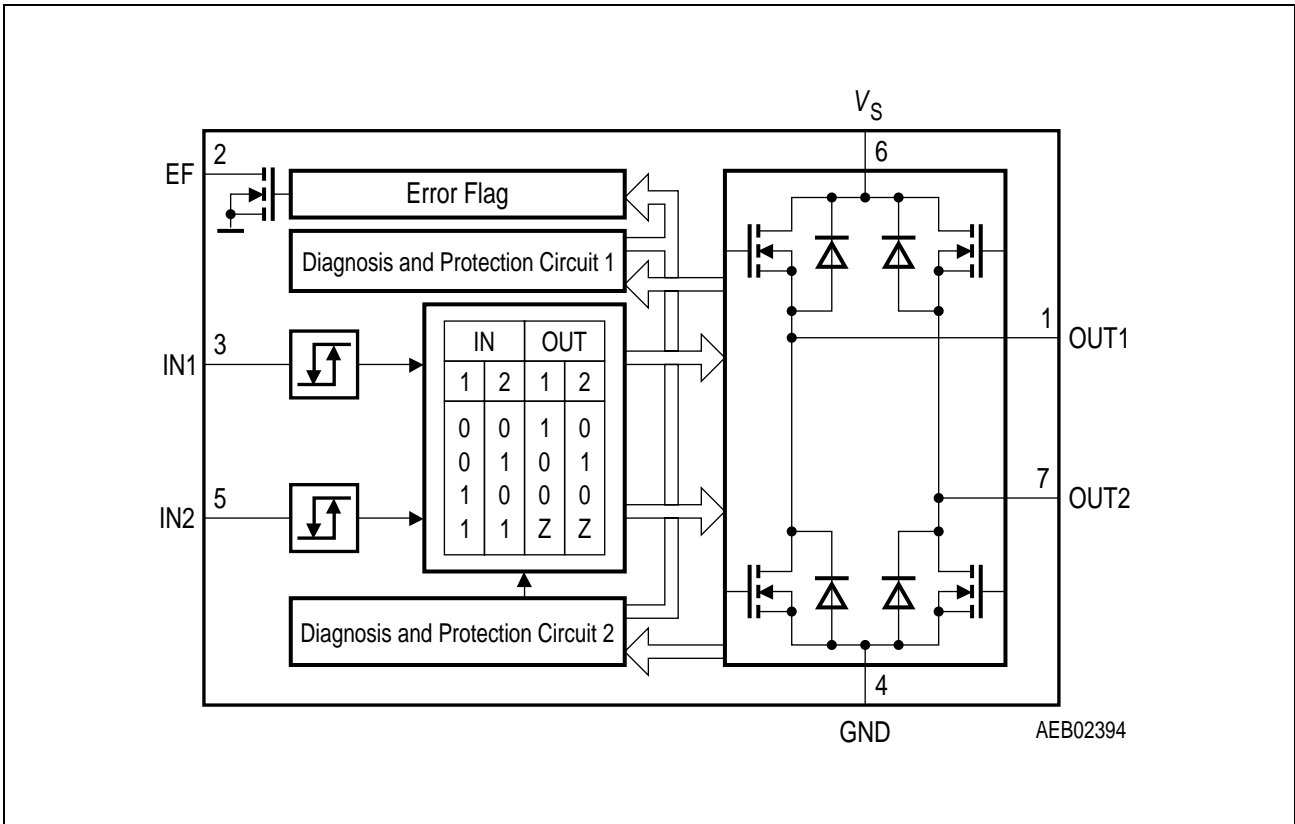 V_S
6
2
EF
Error Flag
Diagnosis and Protection Circuit 1
3
IN1
IN OUT
1 2 1 2
0 0 1 0
0 1 0 1
1 0 0 0
1 1 Z Z
1
OUT1
5
IN2
7
OUT2
Diagnosis and Protection Circuit 2
4
GND
AEB02394